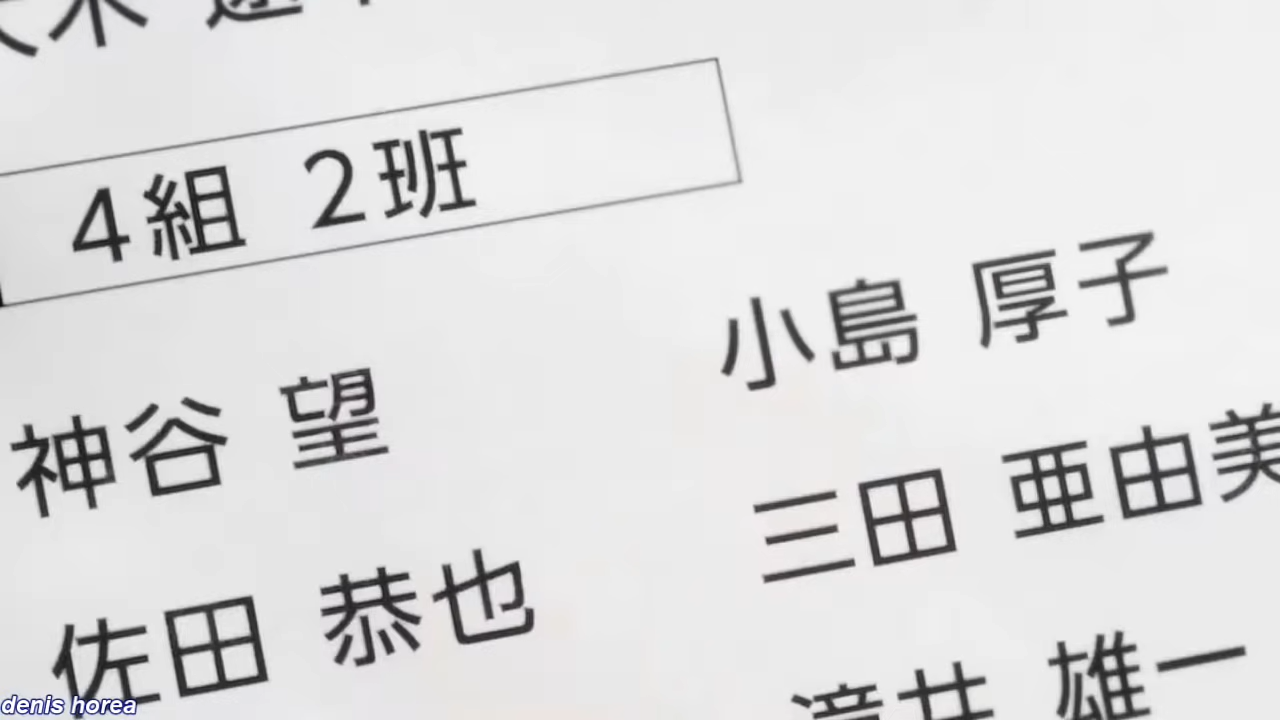 4組 2班
神谷 望
小島 厚子
佐田 恭也
三田 亜由美
雄一
denis horea